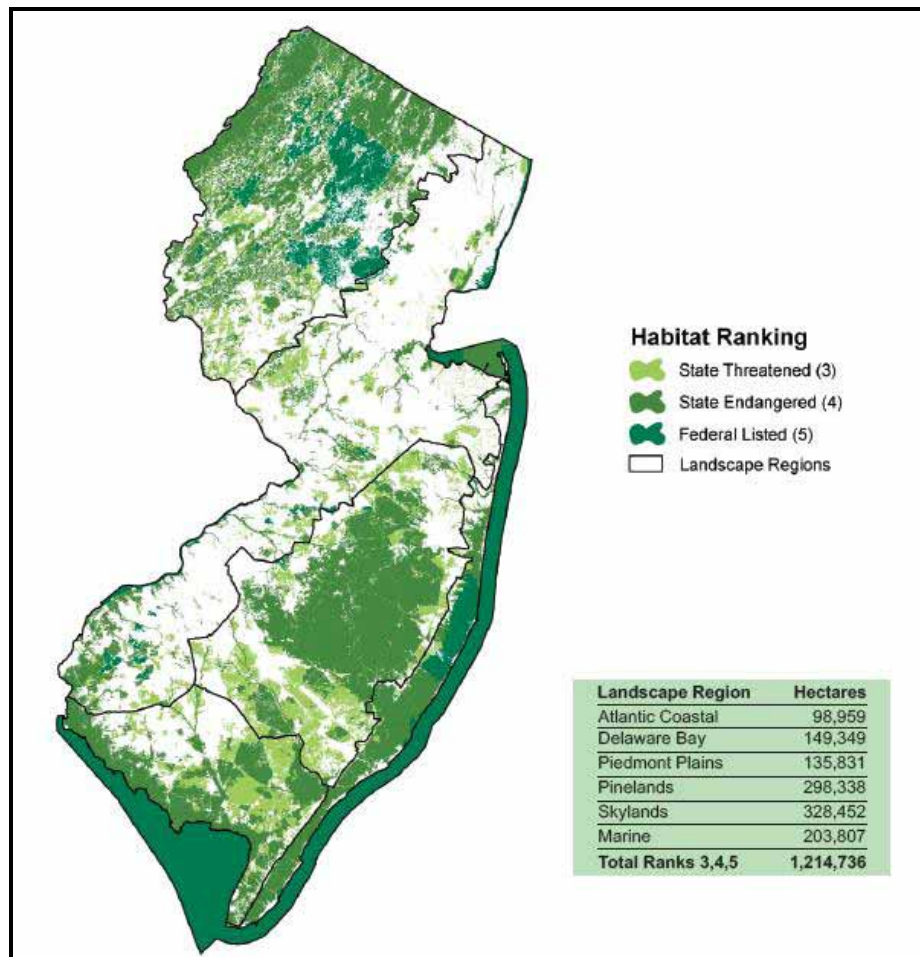 Habitat Ranking
State Threatened (3)
State Endangered (4)
Federal Listed (5)
Landscape Regions
Landscape Region Hectares
Atlantic Coastal 98,959
Delaware Bay 149,349
Piedmont Plains 135,831
Pinelands 298,338
Skylands 328,452
Marine 203,807
Total Ranks 3,4,5 1,214,736